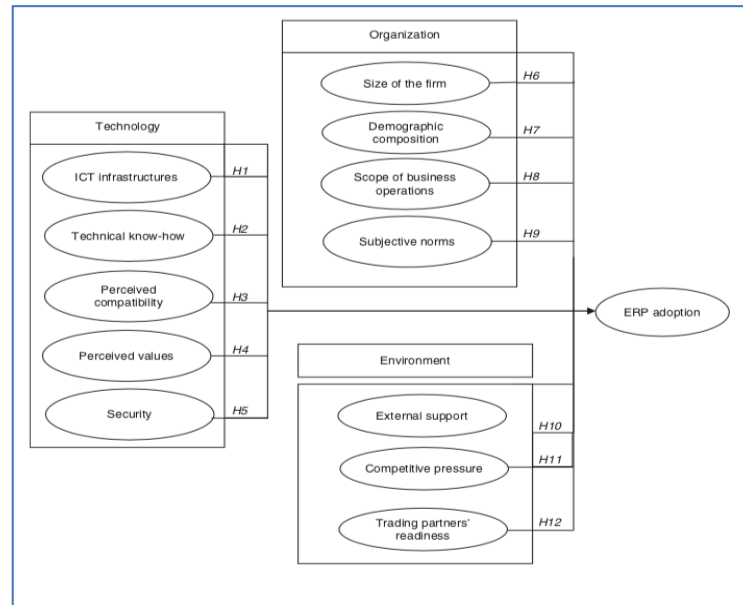 Technology
ICT infrastructures
H1
Technical know-how
H2
Perceived
compatibility
H3
Perceived values
H4
Security
H5
Organization
Size of the firm
H6
Demographic
composition
H7
Scope of business
operations
H8
Subjective norms
H9
Environment
External support
H10
Competitive pressure
H11
Trading partners'
readiness
H12
ERP adoption